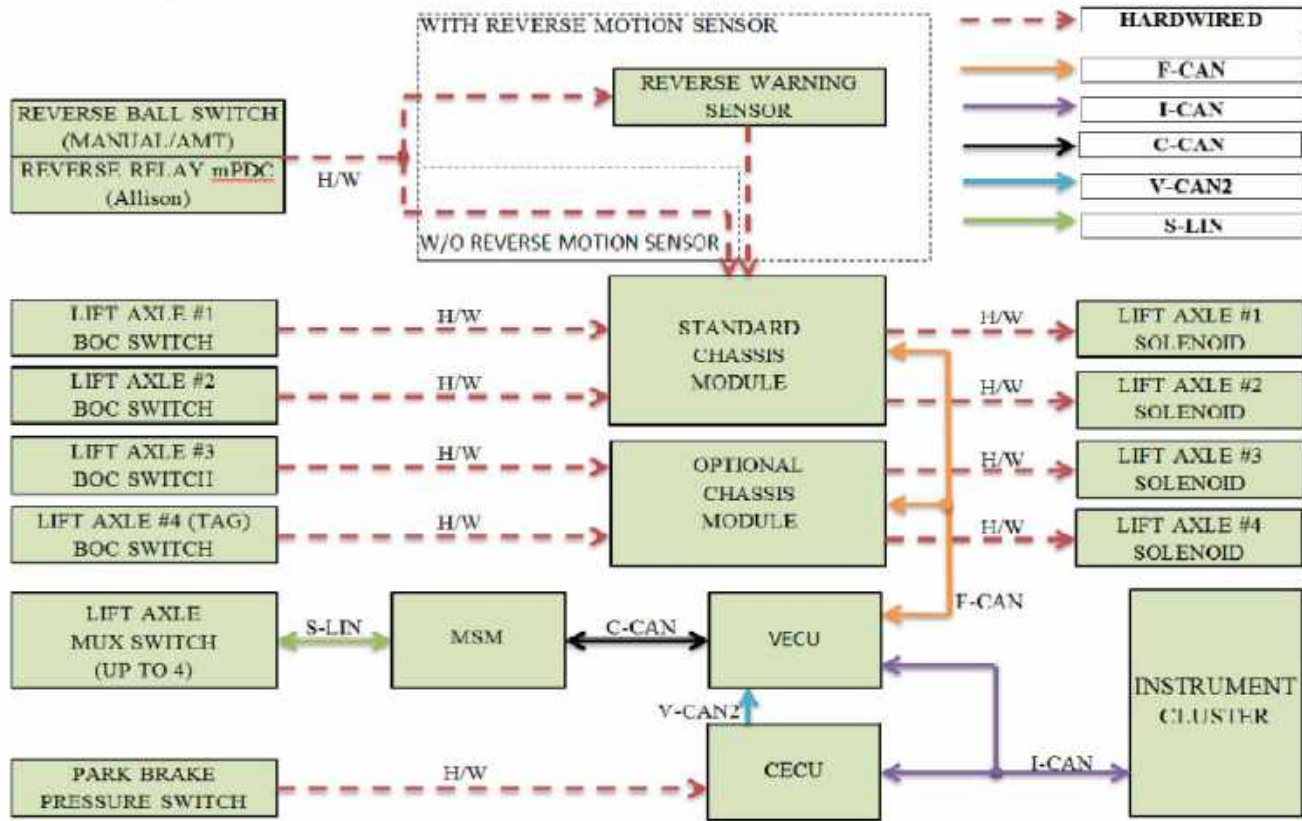 WITH REVERSE MOTION SENSOR
HARDWIRED
F-CAN
I-CAN
C-CAN
V-CAN2
S-LIN
REVERSE WARNING
SENSOR
REVERSE BALL SWITCH
(MANUAL/AMT)
REVERSE RELAY mPDC
(Allison)
H/W
W/O REVERSE MOTION SENSOR
LIFT AXLE #1
BOC SWITCH
H/W
STANDARD
CHASSIS
MODULE
H/W
LIFT AXLE #1
SOLENOID
LIFT AXLE #2
BOC SWITCH
H/W
H/W
LIFT AXLE #2
SOLENOID
LIFT AXLE #3
BOC SWITCH
H/W
OPTIONAL
CHASSIS
MODULE
H/W
LIFT AXLE #3
SOLENOID
LIFT AXLE #4 (TAG)
BOC SWITCH
H/W
H/W
LIFT AXLE #4
SOLENOID
LIFT AXLE
MUX SWITCH
(UP TO 4)
S-LIN
MSM
C-CAN
VECU
F-CAN
INSTRUMENT
CLUSTER
V-CAN2
PARK BRAKE
PRESSURE SWITCH
H/W
CECU
I-CAN